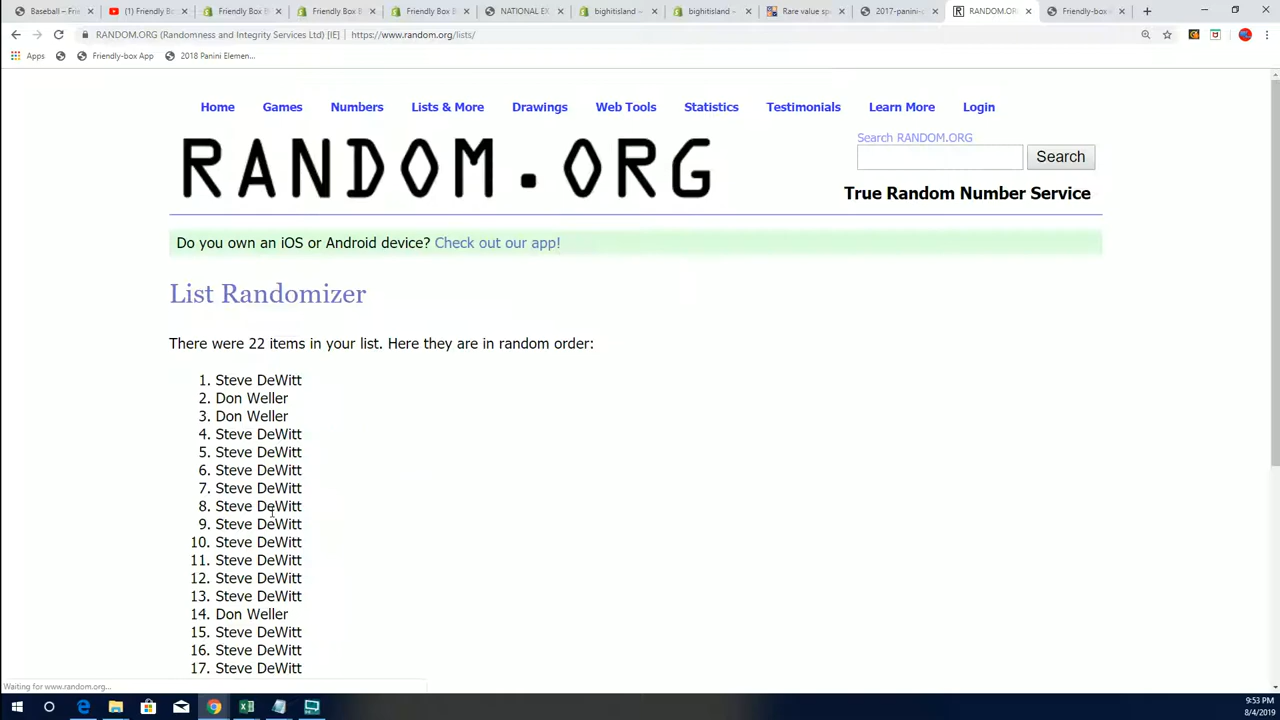 Baseball – Frie
(1) Friendly Bo
Friendly Box B
Friendly Box B
Friendly Box B
NATIONAL EX
bighitisland –
bighitisland –
Rare value sp
2017-panini-c
RANDOM.OR
Friendly-box
RANDOM.ORG (Randomness and Integrity Services Ltd) [IE] | https://www.random.org/lists/
Apps
Friendly-box App
2018 Panini Elemen...
Home Games Numbers Lists & More Drawings Web Tools Statistics Testimonials Learn More Login
RANDOM.ORG
Search RANDOM.ORG
Search
True Random Number Service
Do you own an iOS or Android device? Check out our app!
List Randomizer
There were 22 items in your list. Here they are in random order:
1. Steve DeWitt
2. Don Weller
3. Don Weller
4. Steve DeWitt
5. Steve DeWitt
6. Steve DeWitt
7. Steve DeWitt
8. Steve DeWitt
9. Steve DeWitt
10. Steve DeWitt
11. Steve DeWitt
12. Steve DeWitt
13. Steve DeWitt
14. Don Weller
15. Steve DeWitt
16. Steve DeWitt
17. Steve DeWitt
Waiting for www.random.org...
9:53 PM
8/4/2019